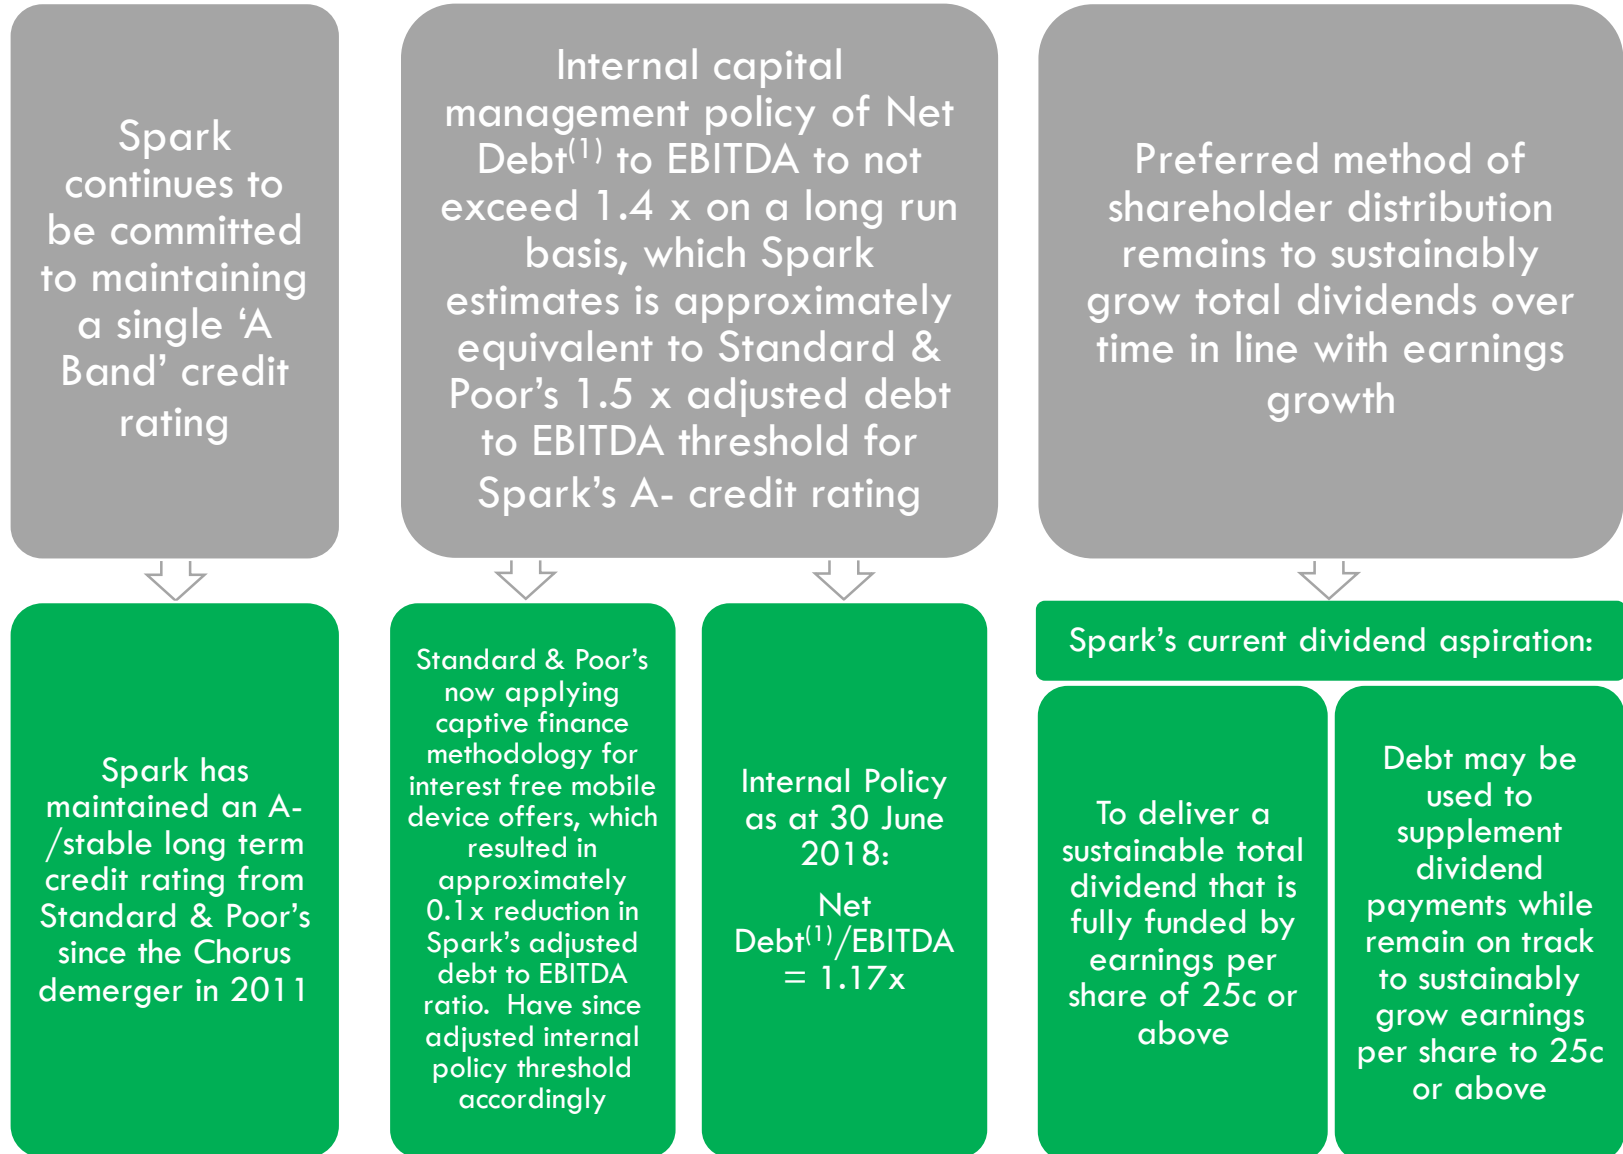 Spark
continues to
be committed
to maintaining
a single ‘A
Band’ credit
rating
Internal capital
management policy of Net
Debt(1) to EBITDA to not
exceed 1.4 x on a long run
basis, which Spark
estimates is approximately
equivalent to Standard &
Poor’s 1.5 x adjusted debt
to EBITDA threshold for
Spark’s A- credit rating
Preferred method of
shareholder distribution
remains to sustainably
grow total dividends over
time in line with earnings
growth
Spark has
maintained an A-
/stable long term
credit rating from
Standard & Poor’s
since the Chorus
demerger in 2011
Standard & Poor’s
now applying
captive finance
methodology for
interest free mobile
device offers, which
resulted in
approximately
0.1x reduction in
Spark’s adjusted
debt to EBITDA
ratio.  Have since
adjusted internal
policy threshold
accordingly
Internal Policy
as at 30 June
2018:
Net
Debt(1)/EBITDA
= 1.17x
Spark’s current dividend aspiration:
To deliver a
sustainable total
dividend that is
fully funded by
earnings per
share of 25c or
above
Debt may be
used to
supplement
dividend
payments while
remain on track
to sustainably
grow earnings
per share to 25c
or above